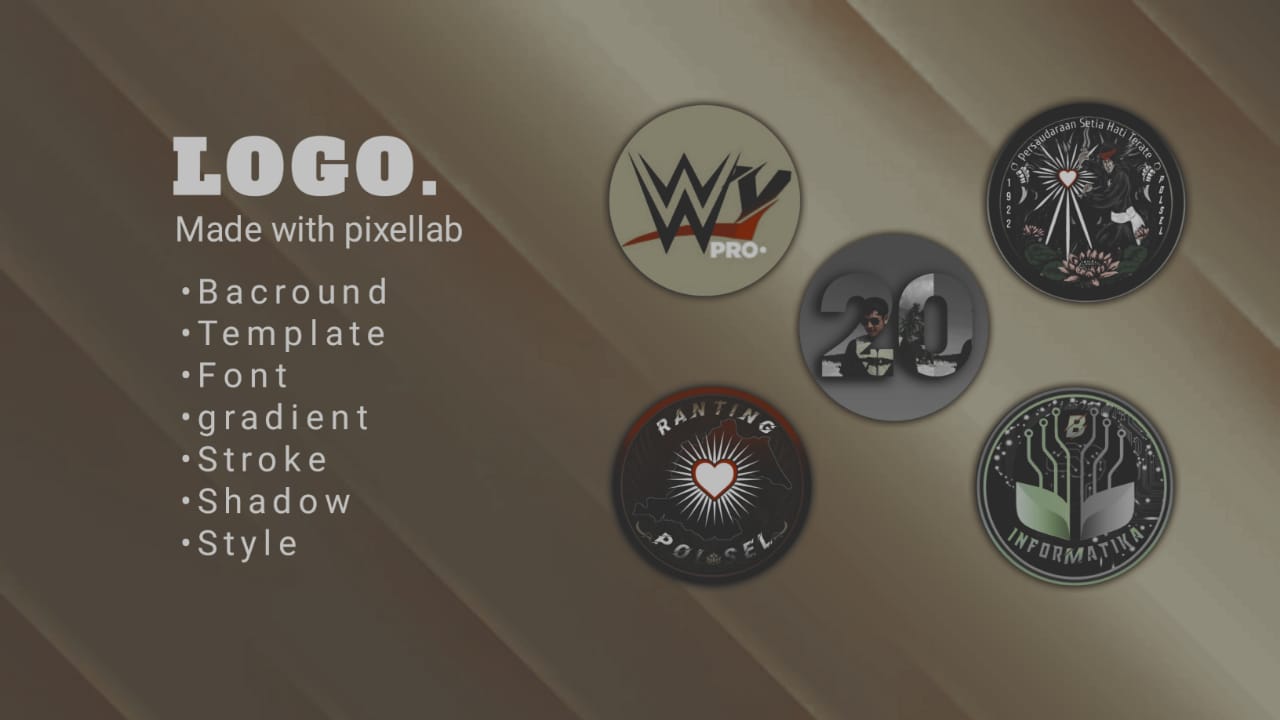 LOGO.
Made with pixellab
•Bacround
•Template
•Font
•gradient
•Stroke
•Shadow
•Style
WY
PRO•
Persaudaraan Setia Hati Terate
1922
POLSEL
20
RANTING
POLSEL
B
INFORMATIKA